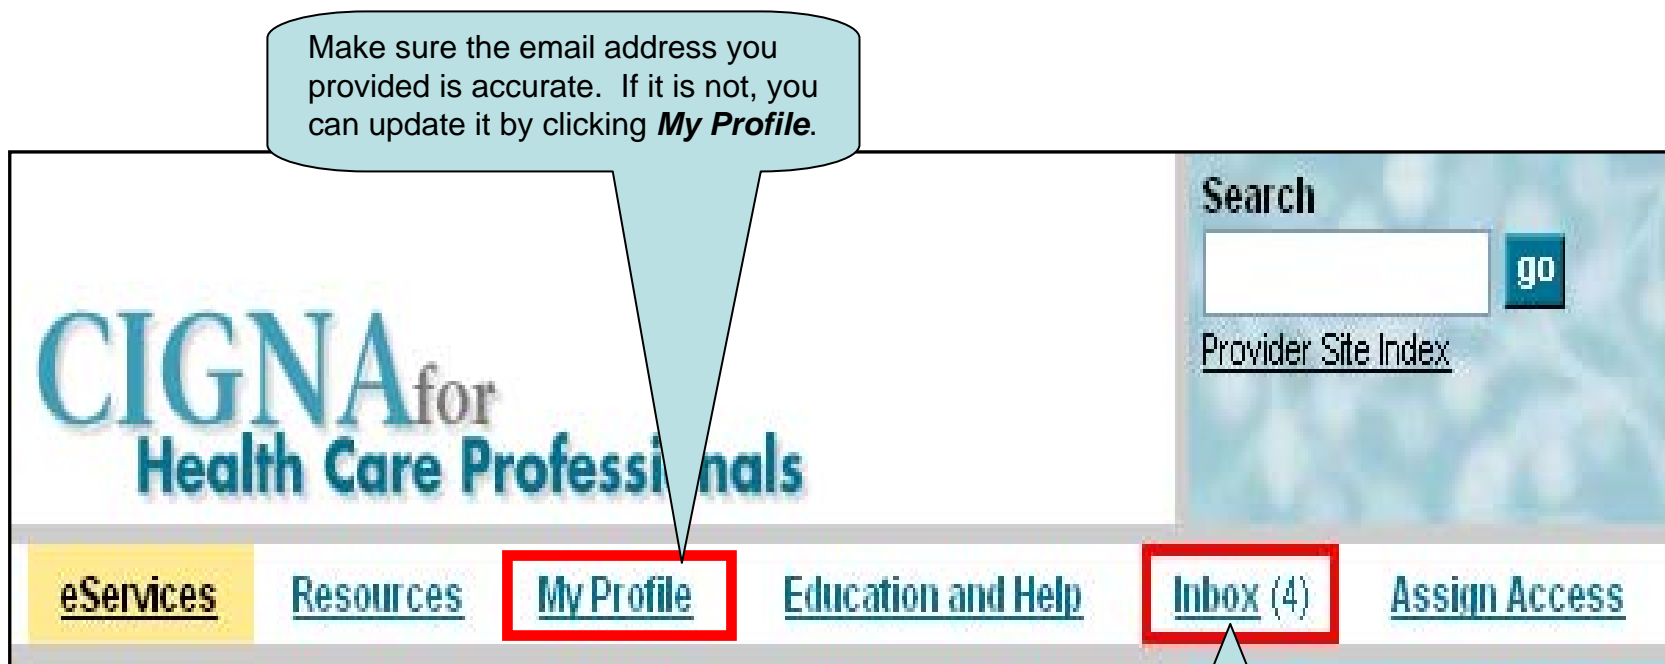 Make sure the email address you
provided is accurate.  If it is not, you
can update it by clicking My Profile.
Search
go
Provider Site Index
CIGNA for
Health Care Professionals
eServices Resources My Profile Education and Help Inbox (4) Assign Access